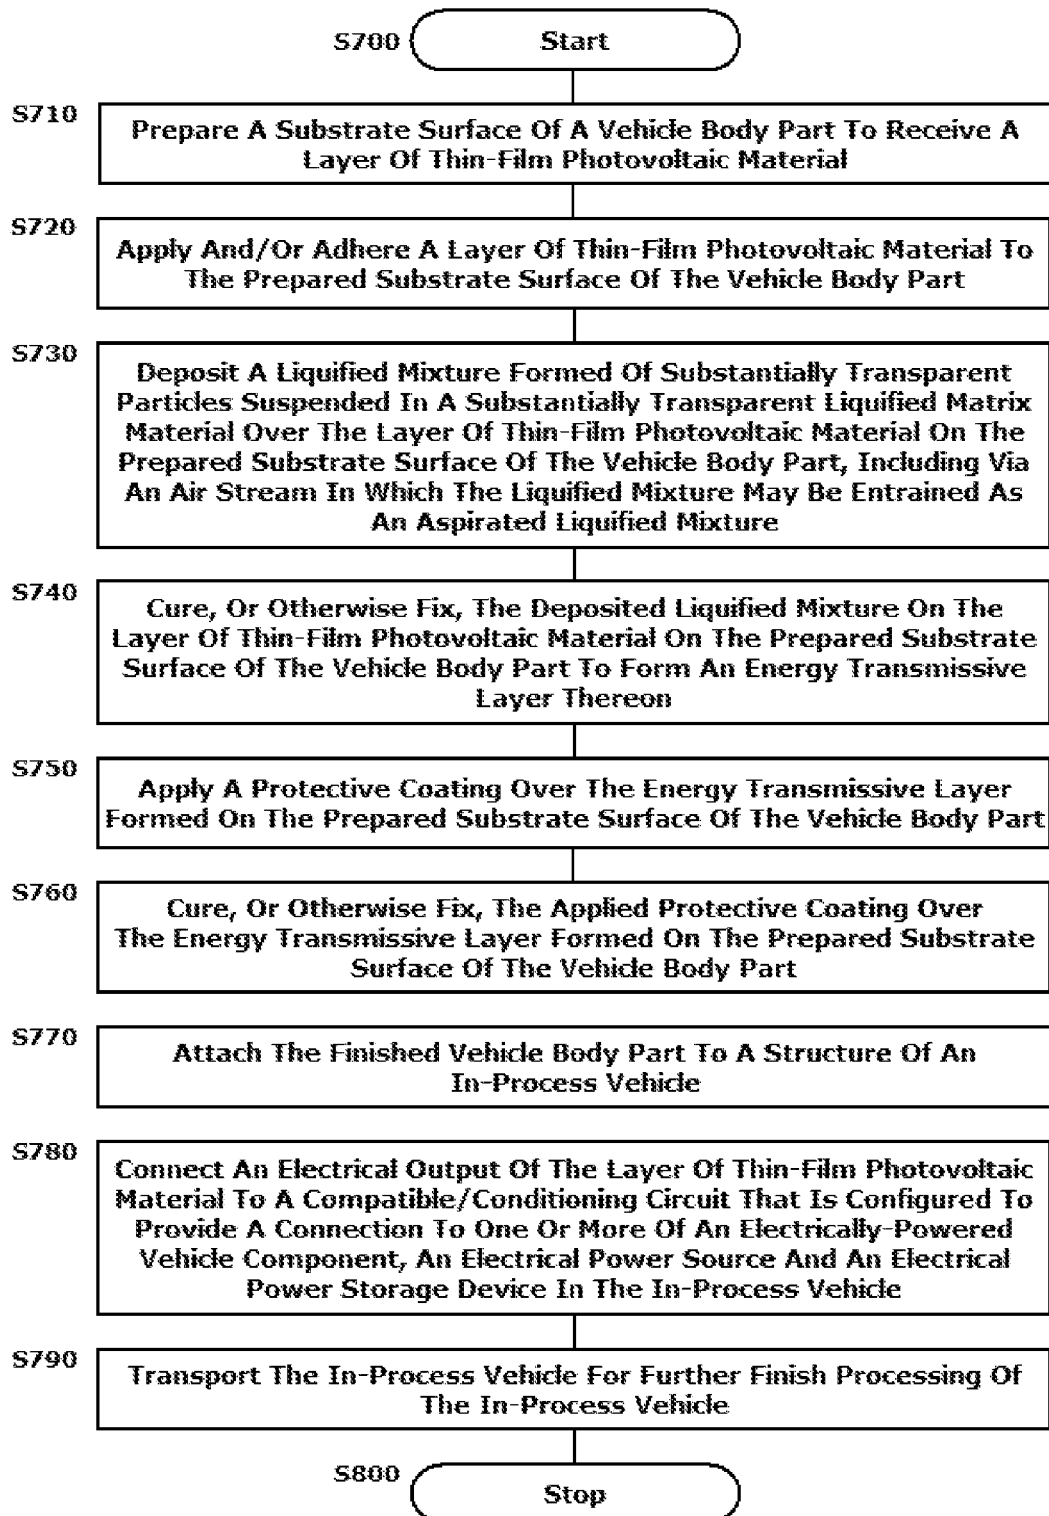 S700 Start
S710
Prepare A Substrate Surface Of A Vehicle Body Part To Receive A
Layer Of Thin-Film Photovoltaic Material
S720
Apply And/Or Adhere A Layer Of Thin-Film Photovoltaic Material To
The Prepared Substrate Surface Of The Vehicle Body Part
S730
Deposit A Liquified Mixture Formed Of Substantially Transparent
Particles Suspended In A Substantially Transparent Liquified Matrix
Material Over The Layer Of Thin-Film Photovoltaic Material On The
Prepared Substrate Surface Of The Vehicle Body Part, Including Via
An Air Stream In Which The Liquified Mixture May Be Entrained As
An Aspirated Liquified Mixture
S740
Cure, Or Otherwise Fix, The Deposited Liquified Mixture On The
Layer Of Thin-Film Photovoltaic Material On The Prepared Substrate
Surface Of The Vehicle Body Part To Form An Energy Transmissive
Layer Thereon
S750
Apply A Protective Coating Over The Energy Transmissive Layer
Formed On The Prepared Substrate Surface Of The Vehicle Body Part
S760
Cure, Or Otherwise Fix, The Applied Protective Coating Over
The Energy Transmissive Layer Formed On The Prepared Substrate
Surface Of The Vehicle Body Part
S770
Attach The Finished Vehicle Body Part To A Structure Of An
In-Process Vehicle
S780
Connect An Electrical Output Of The Layer Of Thin-Film Photovoltaic
Material To A Compatible/Conditioning Circuit That Is Configured To
Provide A Connection To One Or More Of An Electrically-Powered
Vehicle Component, An Electrical Power Source And An Electrical
Power Storage Device In The In-Process Vehicle
S790
Transport The In-Process Vehicle For Further Finish Processing Of
The In-Process Vehicle
S800
Stop